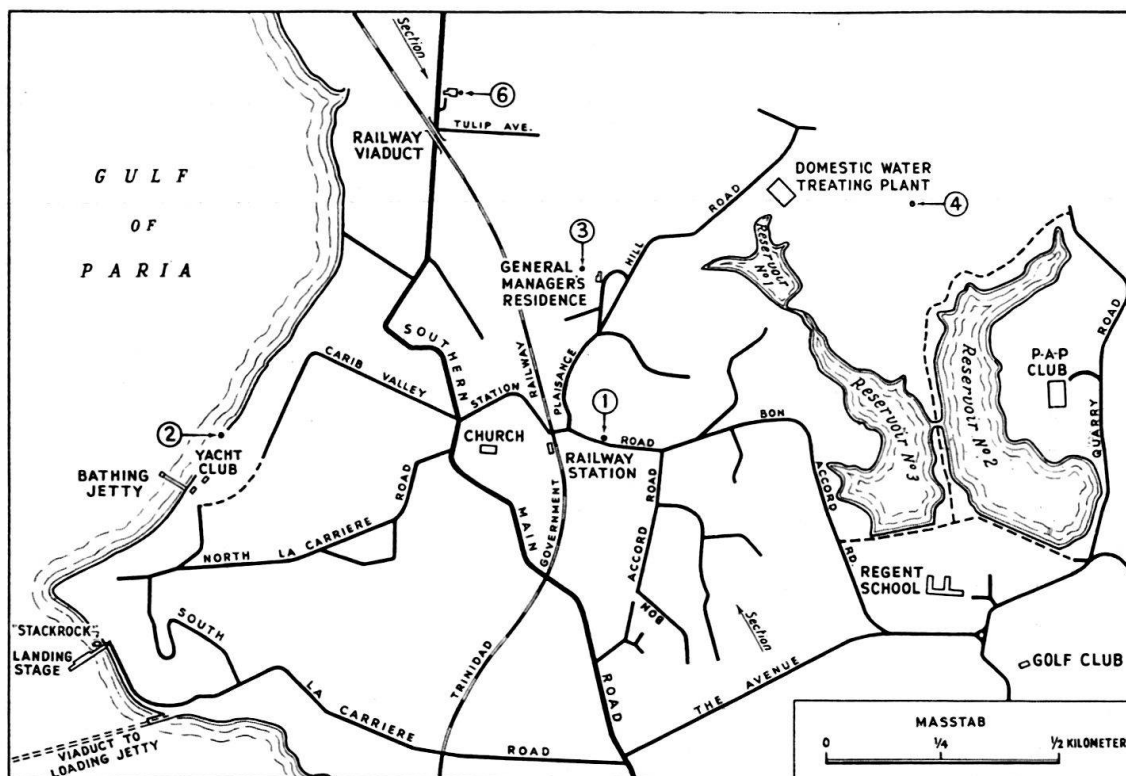 Section
6
TULIP AVE.
RAILWAY
VIADUCT
GULF
OF
PARIA
DOMESTIC WATER
TREATING PLANT
4
3
HILL ROAD
Reservoir
No 1
GENERAL
MANAGERS
RESIDENCE
PLAISANCE
SOUTHERN
RAILWAY
CARIB VALLEY
STATION
P-A-P
CLUB
QUARRY ROAD
Reservoir No 2
Reservoir No 3
1
ROAD
BON
ACCORD
RD.
2
YACHT
CLUB
BATHING
JETTY
CHURCH
RAILWAY
STATION
NORTH LA CARRIERE ROAD
MAIN
GOVERNMENT
BON ACCORD ROAD
REGENT
SCHOOL
Section
"STACKROCK"
LANDING
STAGE
SOUTH
LA CARRIERE ROAD
TRINIDAD
ROAD
THE AVENUE
GOLF CLUB
VIADUCT TO
LOADING JETTY
MASSTAB
0 1/4 1/2 KILOMETER